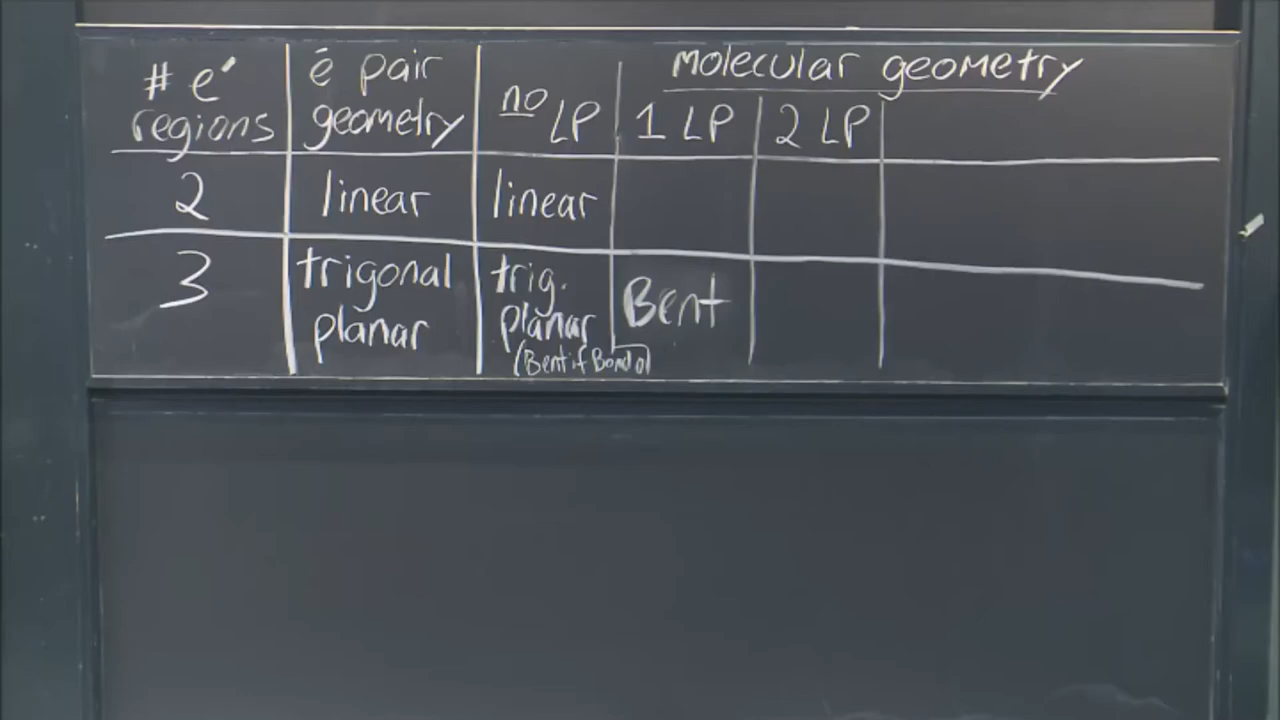 # e⁻ regions
ē pair geometry
molecular geometry
no LP
1 LP
2 LP
2
linear
linear
3
trigonal planar
trig. planar
(Bent if Bond 0)
Bent